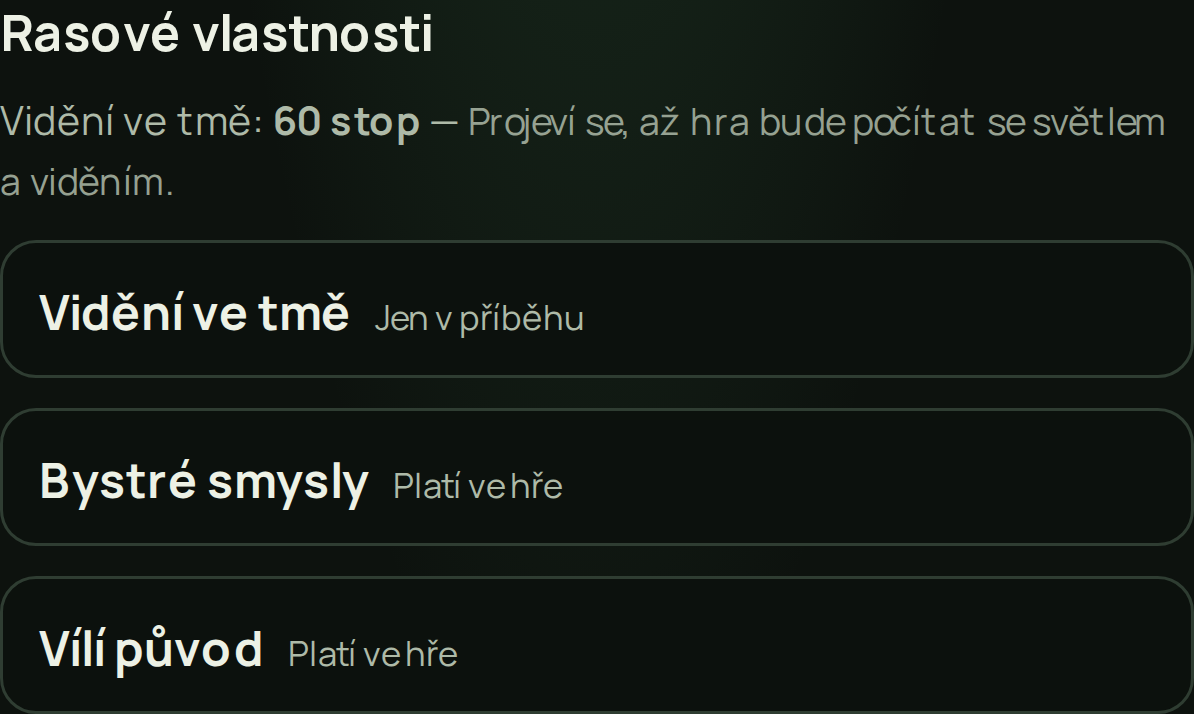 Rasové vlastnosti
Vidění ve tmě: 60 stop — Projeví se, až hra bude počítat se světlem
a viděním.
Vidění ve tmě Jen v příběhu
Bystré smysly Platí ve hře
Vílí původ Platí ve hře